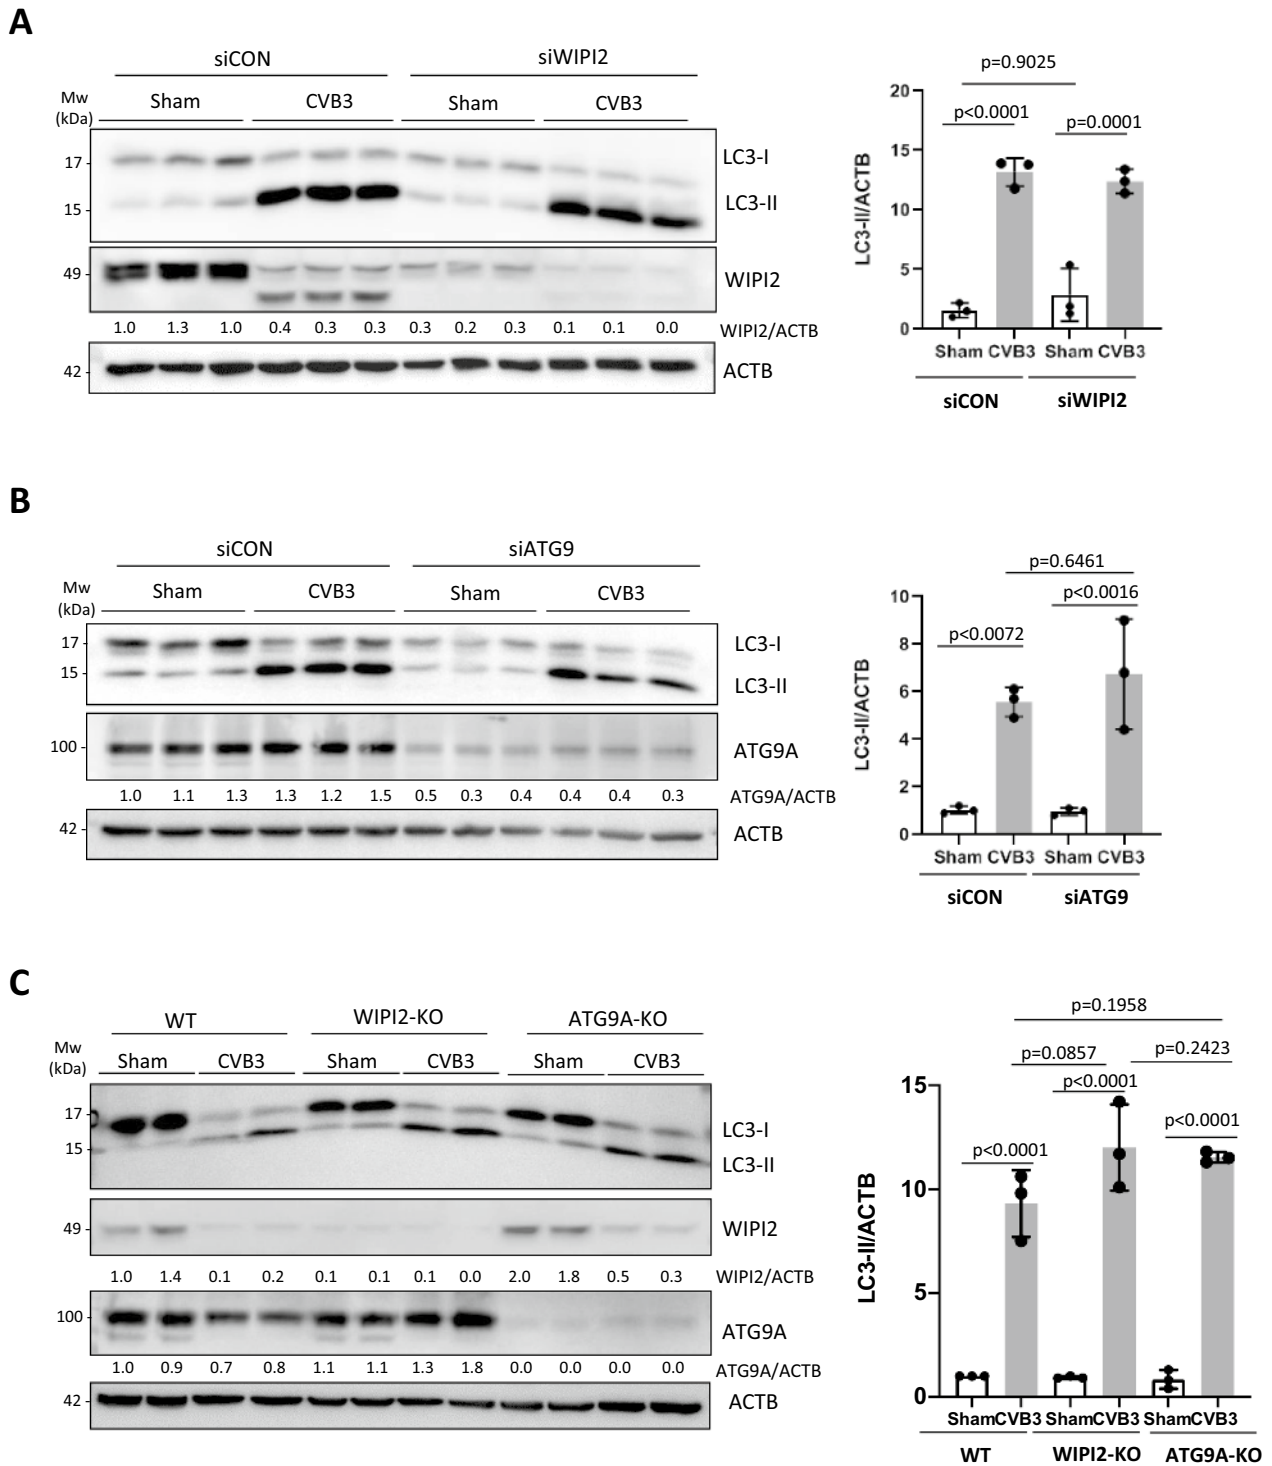 A
siCON siWIPI2
Mw
(kDa)
Sham CVB3 Sham CVB3
17
15
LC3-I
LC3-II
49
WIPI2
1.0 1.3 1.0 0.4 0.3 0.3 0.3 0.2 0.3 0.1 0.1 0.0 WIPI2/ACTB
42
ACTB
p=0.9025
p<0.0001
p=0.0001
LC3-II/ACTB
20
15
10
5
0
Sham CVB3 Sham CVB3
siCON siWIPI2
B
siCON siATG9
Mw
(kDa)
Sham CVB3 Sham CVB3
17
15
LC3-I
LC3-II
100
ATG9A
1.0 1.1 1.3 1.3 1.2 1.5 0.5 0.3 0.4 0.4 0.4 0.3 ATG9A/ACTB
42
ACTB
p=0.6461
p<0.0016
p<0.0072
LC3-II/ACTB
10
8
6
4
2
0
Sham CVB3 Sham CVB3
siCON siATG9
C
WT WIPI2-KO ATG9A-KO
Mw
(kDa)
Sham CVB3 Sham CVB3 Sham CVB3
17
15
LC3-I
LC3-II
49
WIPI2
1.0 1.4 0.1 0.2 0.1 0.1 0.1 0.0 2.0 1.8 0.5 0.3 WIPI2/ACTB
100
ATG9A
1.0 0.9 0.7 0.8 1.1 1.1 1.3 1.8 0.0 0.0 0.0 0.0 ATG9A/ACTB
42
ACTB
p=0.1958
p=0.0857
p=0.2423
p<0.0001
p<0.0001
p<0.0001
LC3-II/ACTB
15
10
5
0
Sham CVB3 Sham CVB3 Sham CVB3
WT WIPI2-KO ATG9A-KO